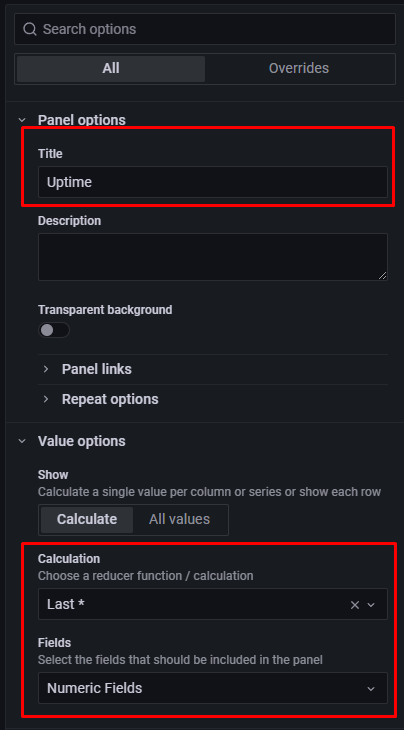 Search options
All
Overrides
Panel options
Title
Uptime
Description
Transparent background
Panel links
Repeat options
Value options
Show
Calculate a single value per column or series or show each row
Calculate
All values
Calculation
Choose a reducer function / calculation
Last *
Fields
Select the fields that should be included in the panel
Numeric Fields